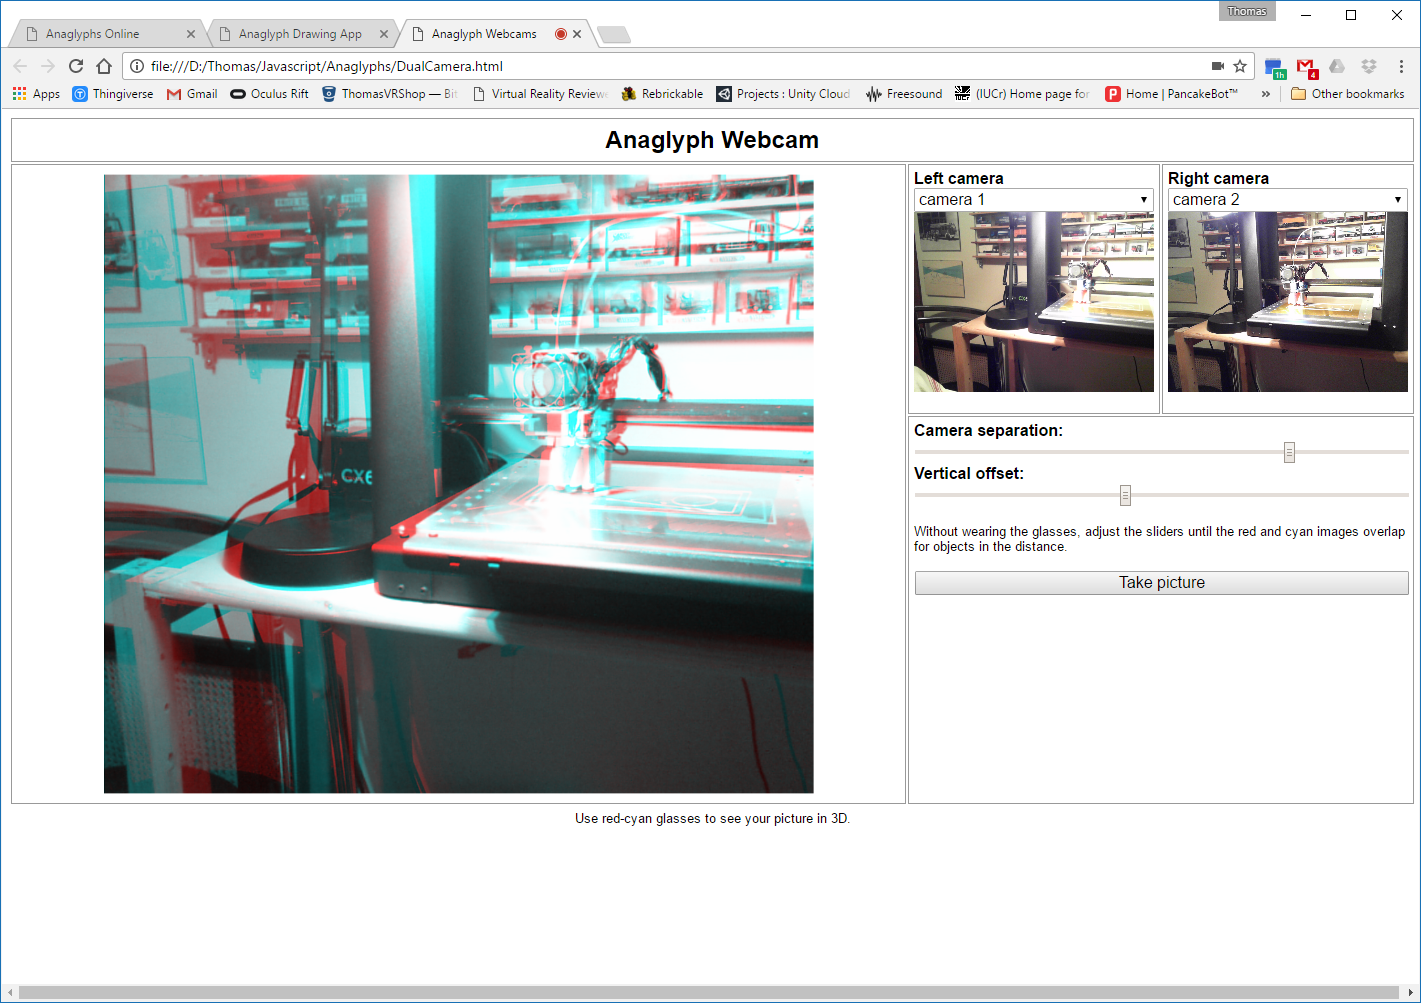 Thomas
Anaglyphs Online
Anaglyph Drawing App
Anaglyph Webcams
file:///D:/Thomas/Javascript/Anaglyphs/DualCamera.html
Apps
Thingiverse
Gmail
Oculus Rift
ThomasVRShop — Bit
Virtual Reality Review
Rebrickable
Projects : Unity Cloud
Freesound
(IUCr) Home page for
Home | PancakeBot™
»
Other bookmarks
1h
4
Anaglyph Webcam
Left camera
camera 1
Right camera
camera 2
CX6
Camera separation:
Vertical offset:
Without wearing the glasses, adjust the sliders until the red and cyan images overlap
for objects in the distance.
Take picture
Use red-cyan glasses to see your picture in 3D.